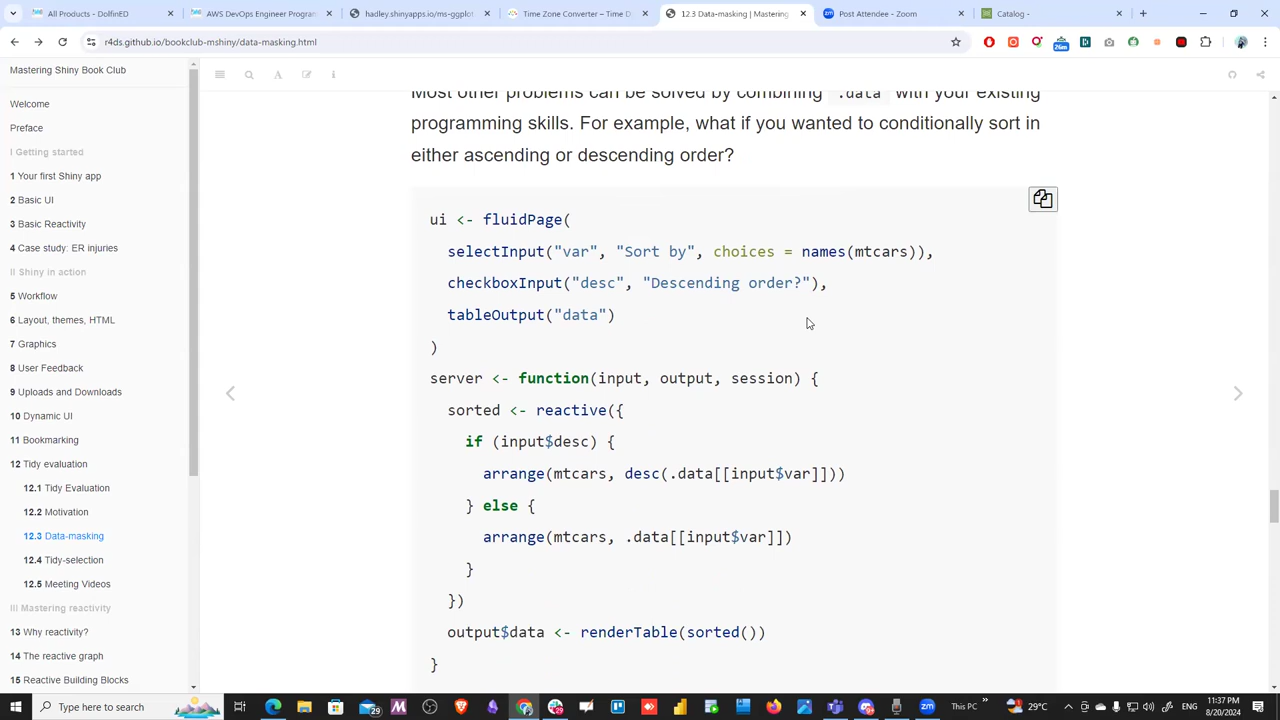 All Products - DolfinED
AWS DevOps Engineer Progran
hadley.shinyapps.io/ms-ggplot
Time Zone Converter – Time D
12.3 Data-masking | Mastering
Post Attendee - Zoom
Catalog -
r4ds.github.io/bookclub-mshiny/data-masking.html
26m
Mastering Shiny Book Club
Welcome
Preface
I Getting started
1 Your first Shiny app
2 Basic UI
3 Basic Reactivity
4 Case study: ER injuries
II Shiny in action
5 Workflow
6 Layout, themes, HTML
7 Graphics
8 User Feedback
9 Uploads and Downloads
10 Dynamic UI
11 Bookmarking
12 Tidy evaluation
12.1 Tidy Evaluation
12.2 Motivation
12.3 Data-masking
12.4 Tidy-selection
12.5 Meeting Videos
III Mastering reactivity
13 Why reactivity?
14 The reactive graph
15 Reactive Building Blocks
Most other problems can be solved by combining .data with your existing
programming skills. For example, what if you wanted to conditionally sort in
either ascending or descending order?
ui <- fluidPage(
selectInput("var", "Sort by", choices = names(mtcars)),
checkboxInput("desc", "Descending order?"),
tableOutput("data")
)
server <- function(input, output, session) {
sorted <- reactive({
if (input$desc) {
arrange(mtcars, desc(.data[[input$var]]))
} else {
arrange(mtcars, .data[[input$var]])
}
})
output$data <- renderTable(sorted())
}
Type here to search
29
This PC
29°C
11:37 PM
8/20/2024